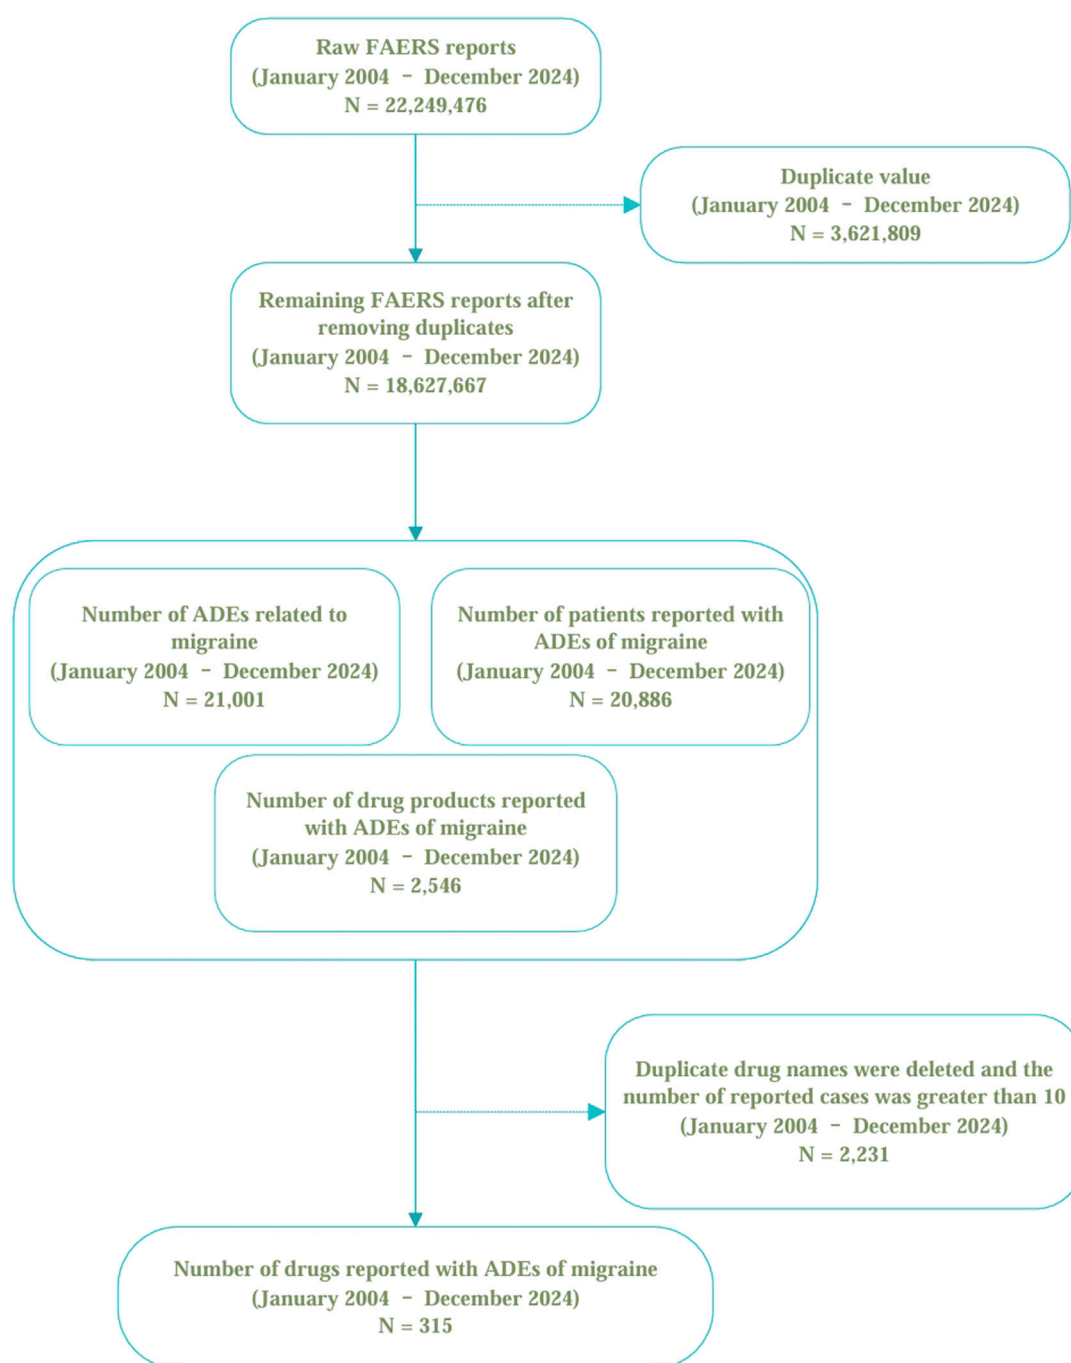 Raw FAERS reports
(January 2004 – December 2024)
N = 22,249,476
Duplicate value
(January 2004 – December 2024)
N = 3,621,809
Remaining FAERS reports after
removing duplicates
(January 2004 – December 2024)
N = 18,627,667
Number of ADEs related to
migraine
(January 2004 – December 2024)
N = 21,001
Number of patients reported with
ADEs of migraine
(January 2004 – December 2024)
N = 20,886
Number of drug products reported
with ADEs of migraine
(January 2004 – December 2024)
N = 2,546
Duplicate drug names were deleted and the
number of reported cases was greater than 10
(January 2004 – December 2024)
N = 2,231
Number of drugs reported with ADEs of migraine
(January 2004 – December 2024)
N = 315